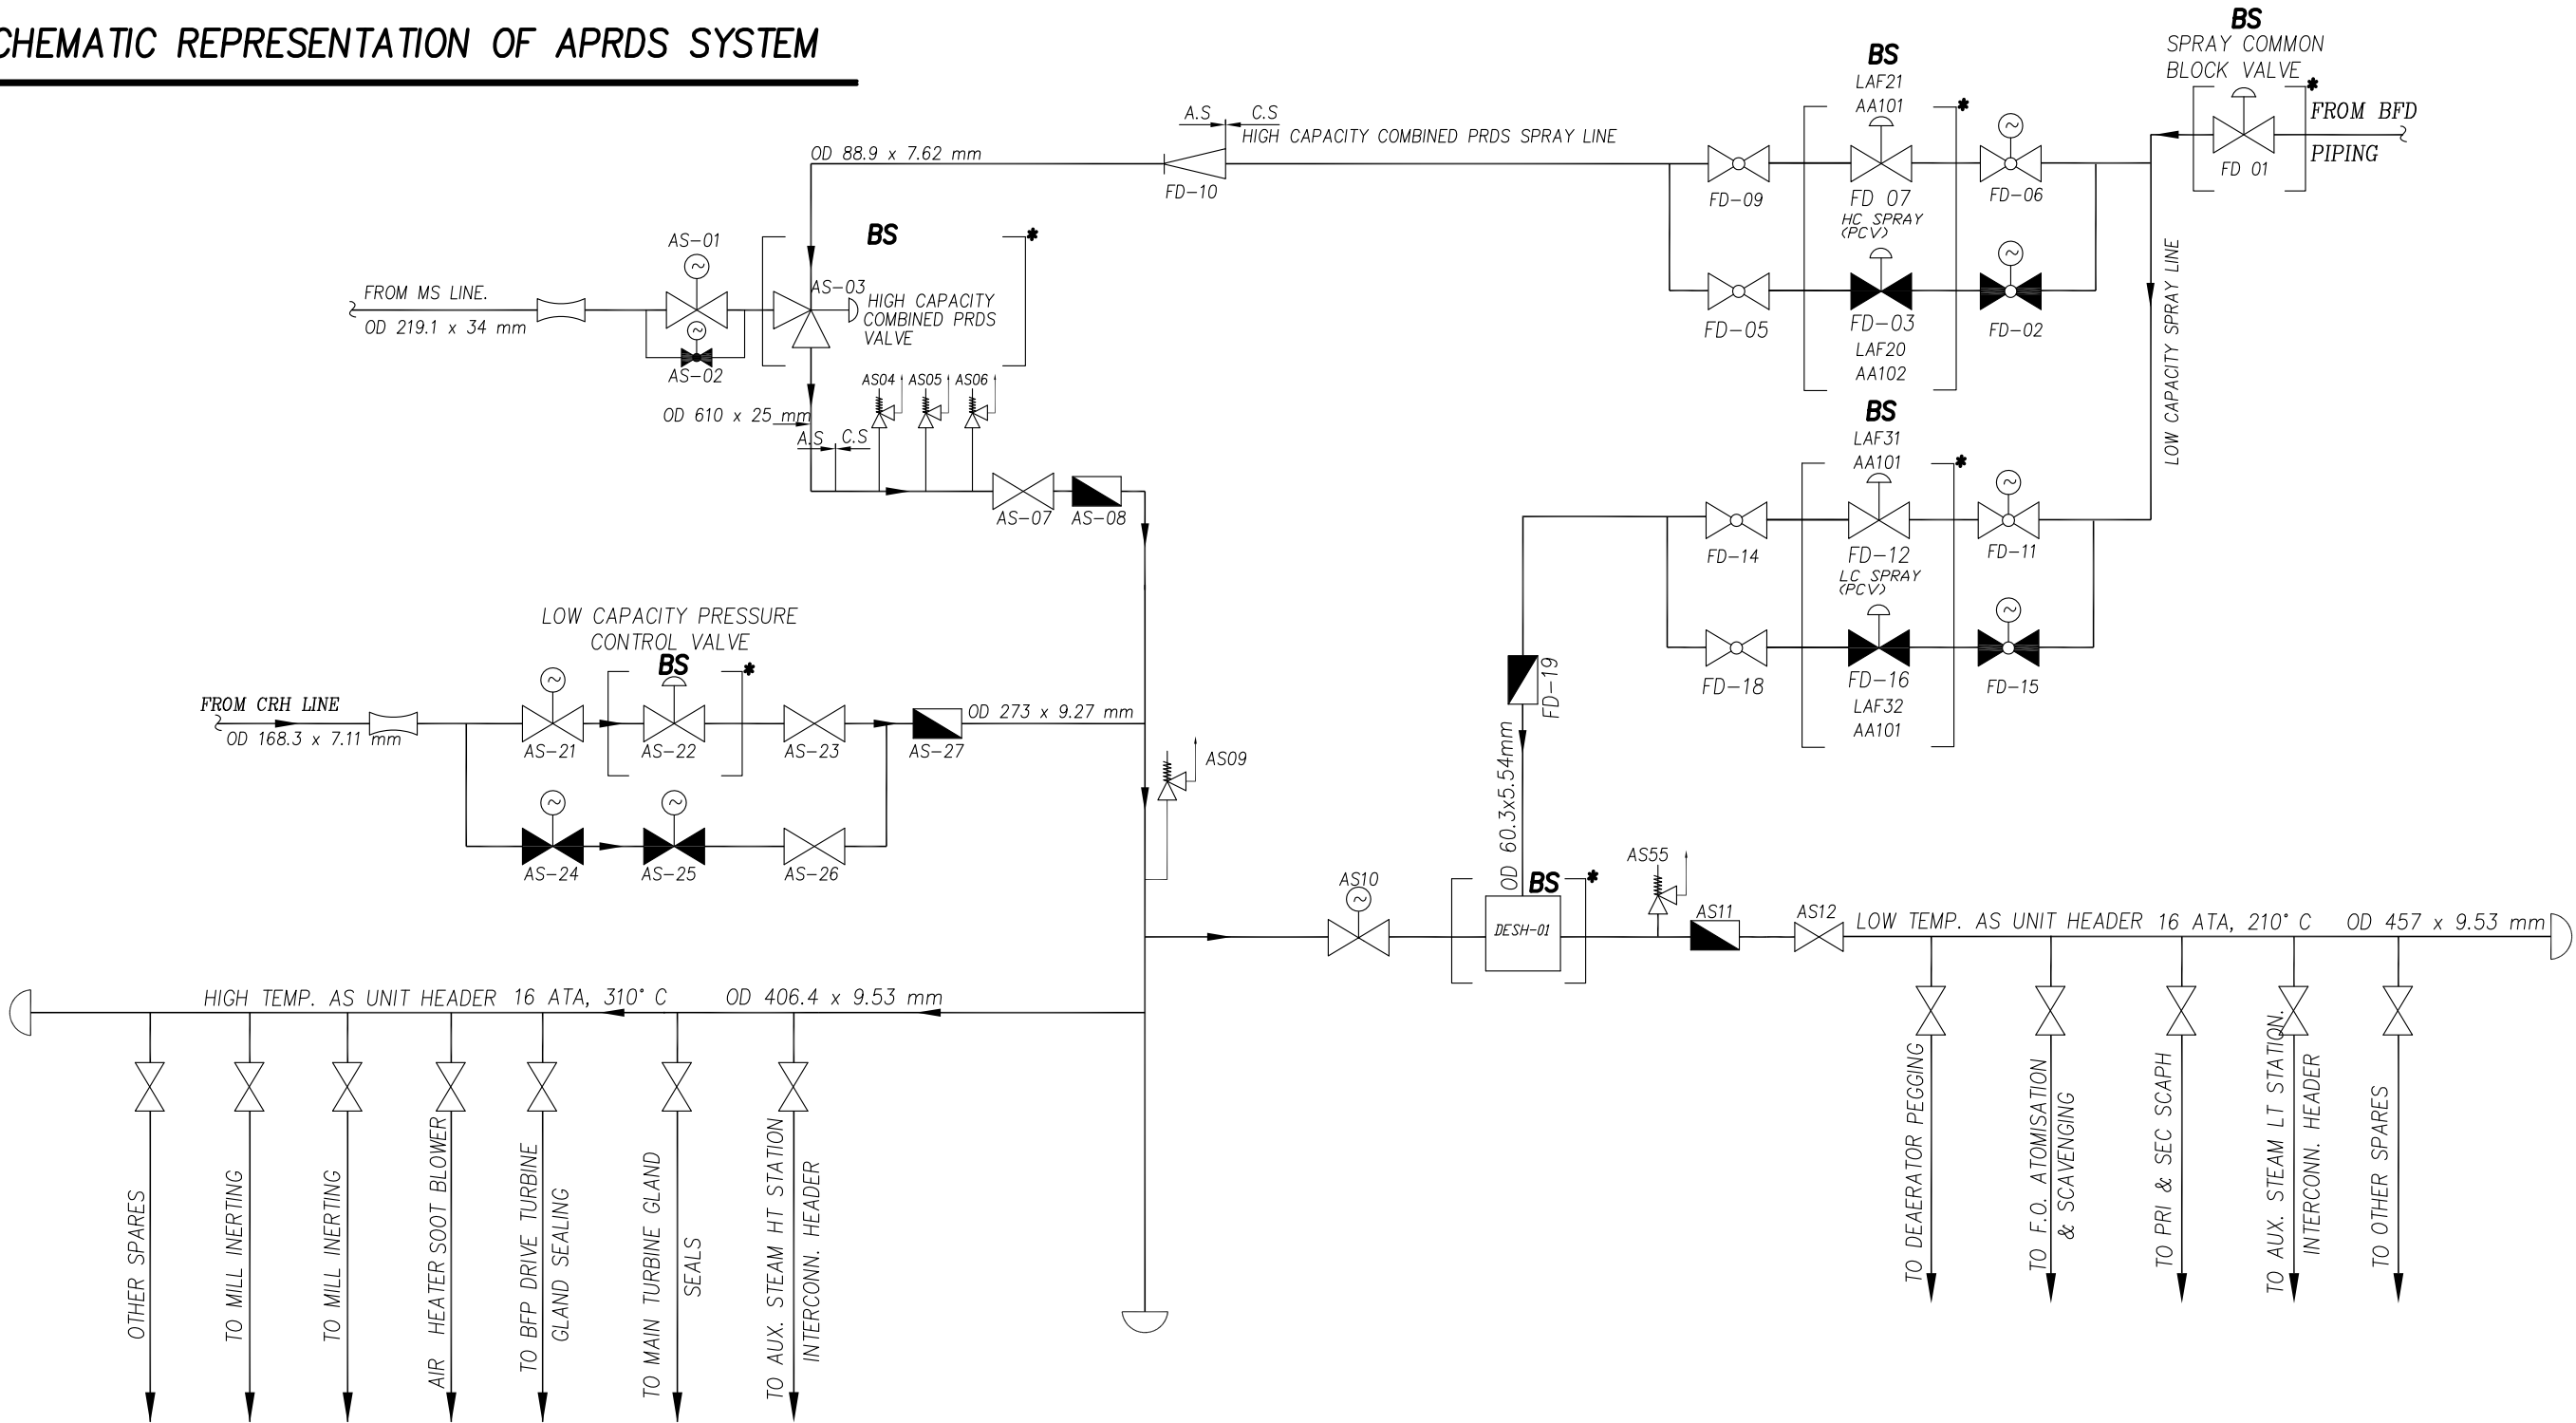 CHEMATIC REPRESENTATION OF APRDS SYSTEM
BS
SPRAY COMMON
BLOCK VALVE
*
FROM BFD
PIPING
FD 01
BS
LAF21
AA101
*
A.S
C.S
HIGH CAPACITY COMBINED PRDS SPRAY LINE
OD 88.9 x 7.62 mm
FD-10
FD-09
FD 07
FD-06
HC SPRAY
(PCV)
FD-05
FD-03
FD-02
LAF20
AA102
LOW CAPACITY SPRAY LINE
BS
*
AS-01
FROM MS LINE.
OD 219.1 x 34 mm
AS-03
HIGH CAPACITY
COMBINED PRDS
VALVE
AS-02
AS04
AS05
AS06
OD 610 x 25 mm
A.S
C.S
AS-07
AS-08
BS
LAF31
AA101
*
FD-14
FD-12
FD-11
LC SPRAY
(PCV)
FD-18
FD-16
FD-15
LAF32
AA101
FD-19
OD 60.3x5.54mm
LOW CAPACITY PRESSURE
CONTROL VALVE
BS
*
FROM CRH LINE
OD 168.3 x 7.11 mm
AS-21
AS-22
AS-23
AS-27
OD 273 x 9.27 mm
AS-24
AS-25
AS-26
AS09
AS10
BS
*
DESH-01
AS55
AS11
AS12
LOW TEMP. AS UNIT HEADER 16 ATA, 210° C OD 457 x 9.53 mm
HIGH TEMP. AS UNIT HEADER 16 ATA, 310° C OD 406.4 x 9.53 mm
OTHER SPARES
TO MILL INERTING
TO MILL INERTING
AIR HEATER SOOT BLOWER
TO BFP DRIVE TURBINE
GLAND SEALING
TO MAIN TURBINE GLAND
SEALS
TO AUX. STEAM HT STATION
INTERCONN. HEADER
TO DEAERATOR PEGGING
TO F.O. ATOMISATION
& SCAVENGING
TO PRI & SEC SCAPH
TO AUX. STEAM LT STATION.
INTERCONN. HEADER
TO OTHER SPARES